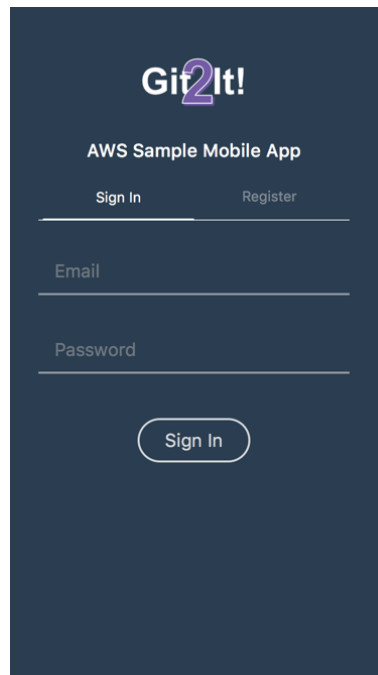 Git2It!
AWS Sample Mobile App
Sign In Register
Email
Password
Sign In